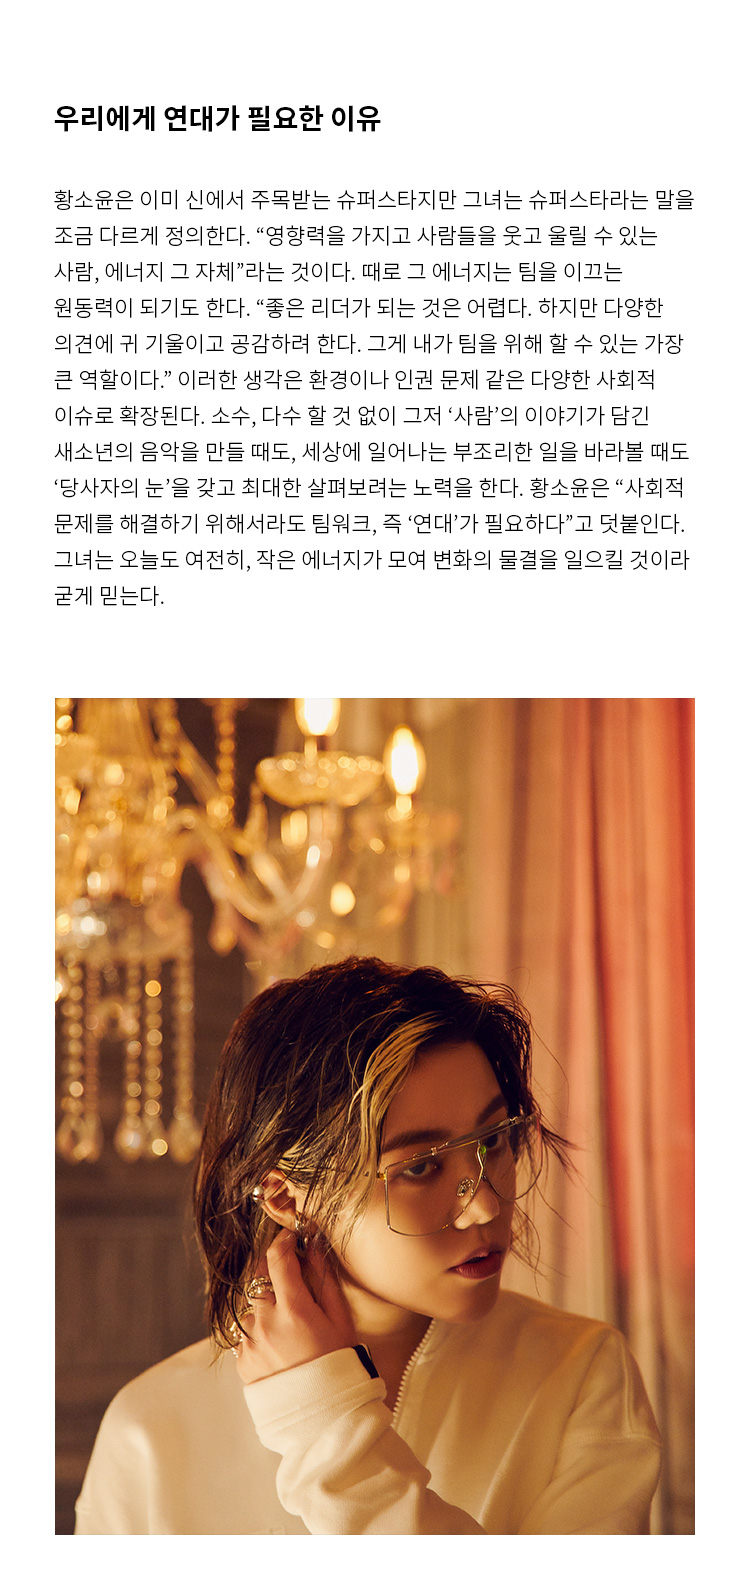 우리에게 연대가 필요한 이유
황소윤은 이미 신에서 주목받는 슈퍼스타지만 그녀는 슈퍼스타라는 말을
조금 다르게 정의한다. “영향력을 가지고 사람들을 웃고 울릴 수 있는
사람, 에너지 그 자체”라는 것이다. 때로 그 에너지는 팀을 이끄는
원동력이 되기도 한다. “좋은 리더가 되는 것은 어렵다. 하지만 다양한
의견에 귀 기울이고 공감하려 한다. 그게 내가 팀을 위해 할 수 있는 가장
큰 역할이다.” 이러한 생각은 환경이나 인권 문제 같은 다양한 사회적
이슈로 확장된다. 소수, 다수 할 것 없이 그저 ‘사람’의 이야기가 담긴
새소년의 음악을 만들 때도, 세상에 일어나는 부조리한 일을 바라볼 때도
‘당사자의 눈’을 갖고 최대한 살펴보려는 노력을 한다. 황소윤은 “사회적
문제를 해결하기 위해서라도 팀워크, 즉 ‘연대’가 필요하다”고 덧붙인다.
그녀는 오늘도 여전히, 작은 에너지가 모여 변화의 물결을 일으킬 것이라
굳게 믿는다.